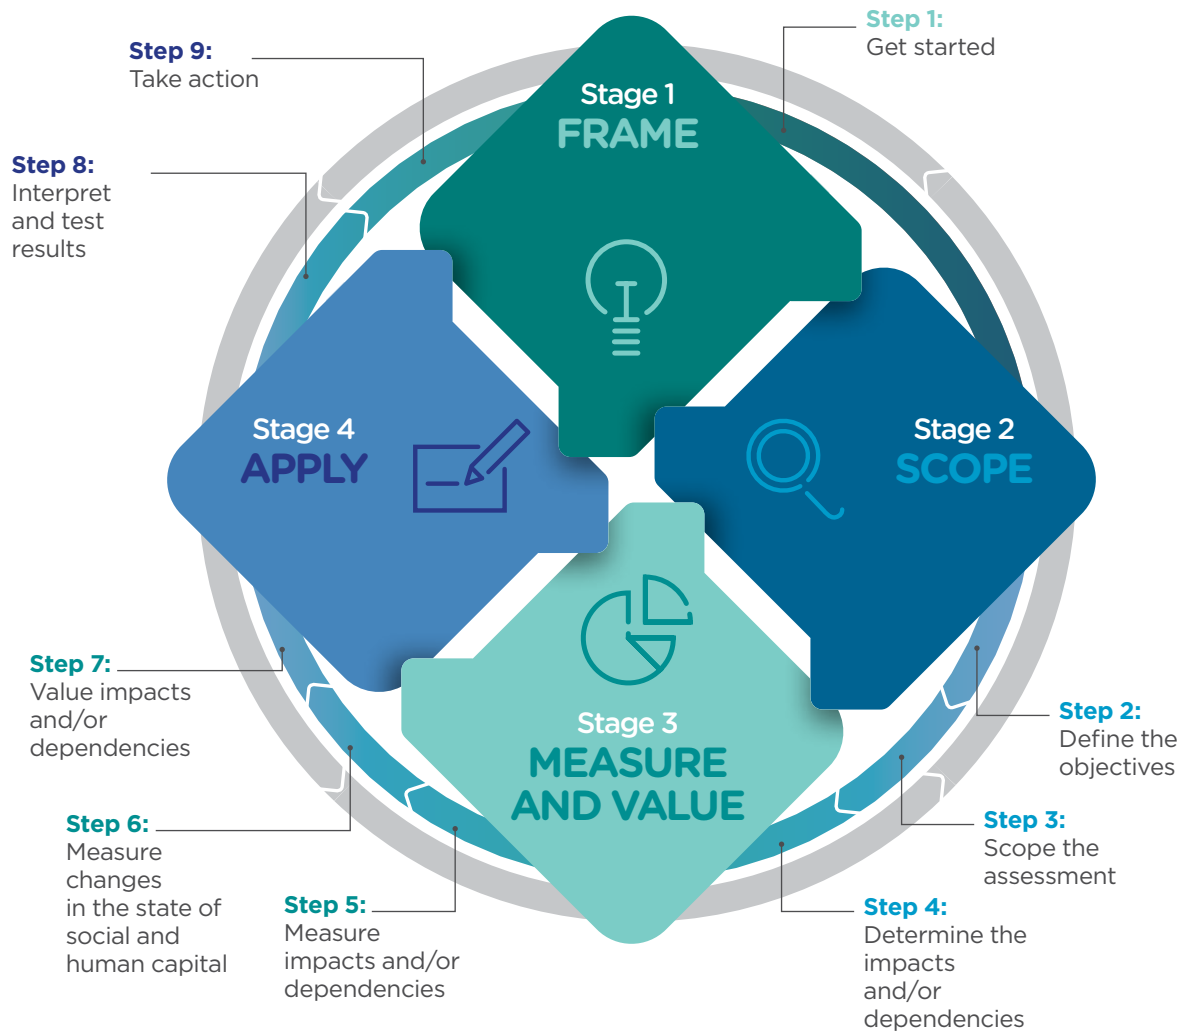 Stage 1
FRAME
Step 1:
Get started
Stage 2
SCOPE
Step 2:
Define the
objectives
Step 3:
Scope the
assessment
Step 4:
Determine the
impacts
and/or
dependencies
Stage 3
MEASURE
AND VALUE
Step 5:
Measure
impacts and/or
dependencies
Step 6:
Measure
changes
in the state of
social and
human capital
Step 7:
Value impacts
and/or
dependencies
Stage 4
APPLY
Step 8:
Interpret
and test
results
Step 9:
Take action